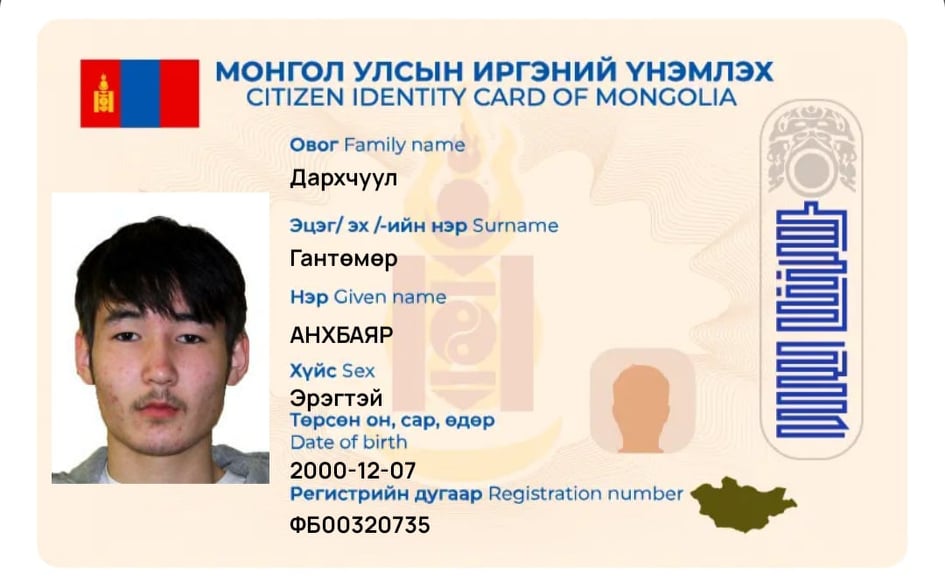 МОНГОЛ УЛСЫН ИРГЭНИЙ ҮНЭМЛЭХ
CITIZEN IDENTITY CARD OF MONGOLIA
Овог Family name
Дархчуул
Эцэг/ эх /-ийн нэр Surname
Гантөмөр
Нэр Given name
АНХБАЯР
Хүйс Sex
Эрэгтэй
Төрсөн он, сар, өдөр
Date of birth
2000-12-07
Регистрийн дугаар Registration number
ФБ00320735